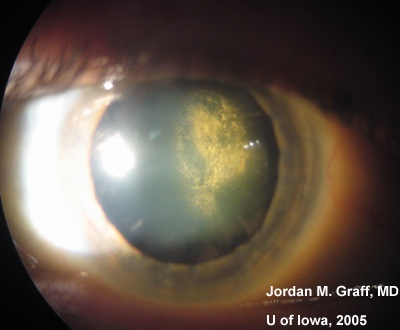 Jordan M. Graff, MD
U of Iowa, 2005